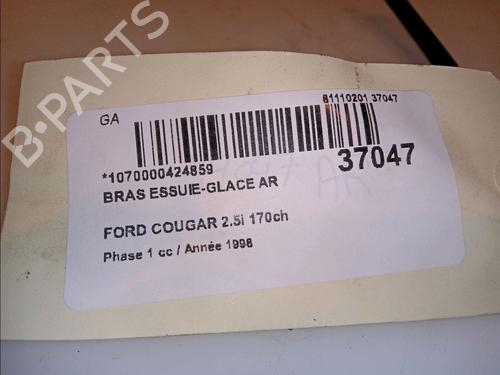 B-PARTS
GA
81110201 37047
*1070000424859
37047
BRAS ESSUIE-GLACE AR
AR
FORD COUGAR 2.5i 170ch
Phase 1 cc / Année 1998